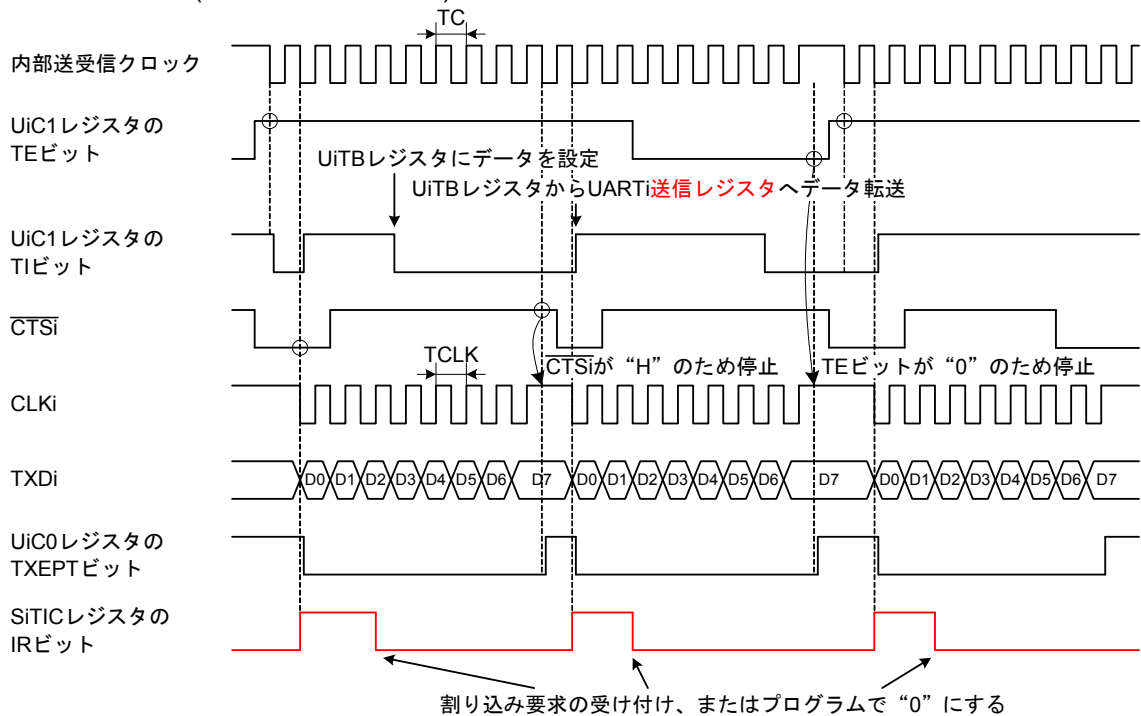 TC
内部送受信クロック
UiC1レジスタの
TEビット
UiTBレジスタにデータを設定
UiTBレジスタからUARTi送信レジスタへデータ転送
UiC1レジスタの
TIビット
CTSi
TCLK
CTSiが“H”のため停止
TEビットが“0”のため停止
CLKi
TXDi
D0 D1 D2 D3 D4 D5 D6 D7 D0 D1 D2 D3 D4 D5 D6 D7 D0 D1 D2 D3 D4 D5 D6 D7
UiC0レジスタの
TXEPTビット
SiTICレジスタの
IRビット
割り込み要求の受け付け、またはプログラムで“0”にする